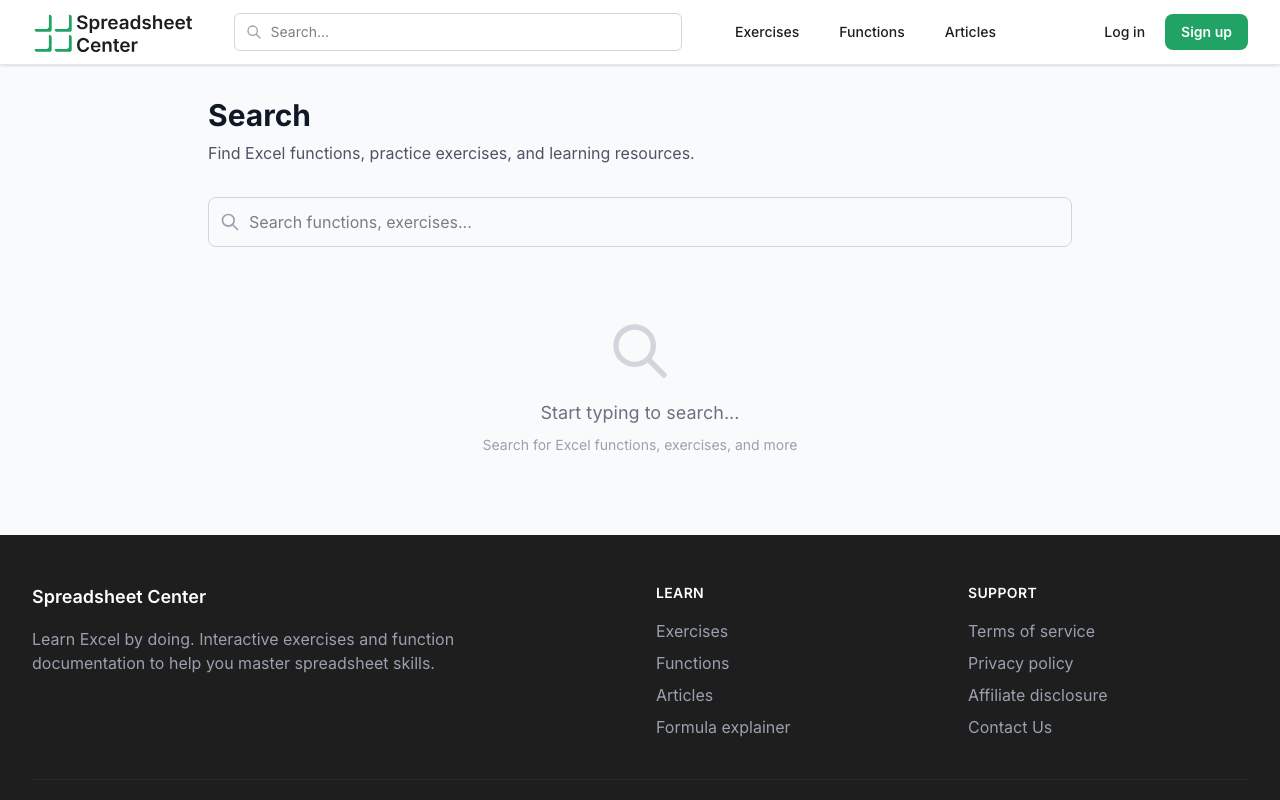 Spreadsheet
Center
Search...
Exercises
Functions
Articles
Log in
Sign up
Search
Find Excel functions, practice exercises, and learning resources.
Search functions, exercises...
Start typing to search...
Search for Excel functions, exercises, and more
Spreadsheet Center
Learn Excel by doing. Interactive exercises and function
documentation to help you master spreadsheet skills.
LEARN
Exercises
Functions
Articles
Formula explainer
SUPPORT
Terms of service
Privacy policy
Affiliate disclosure
Contact Us